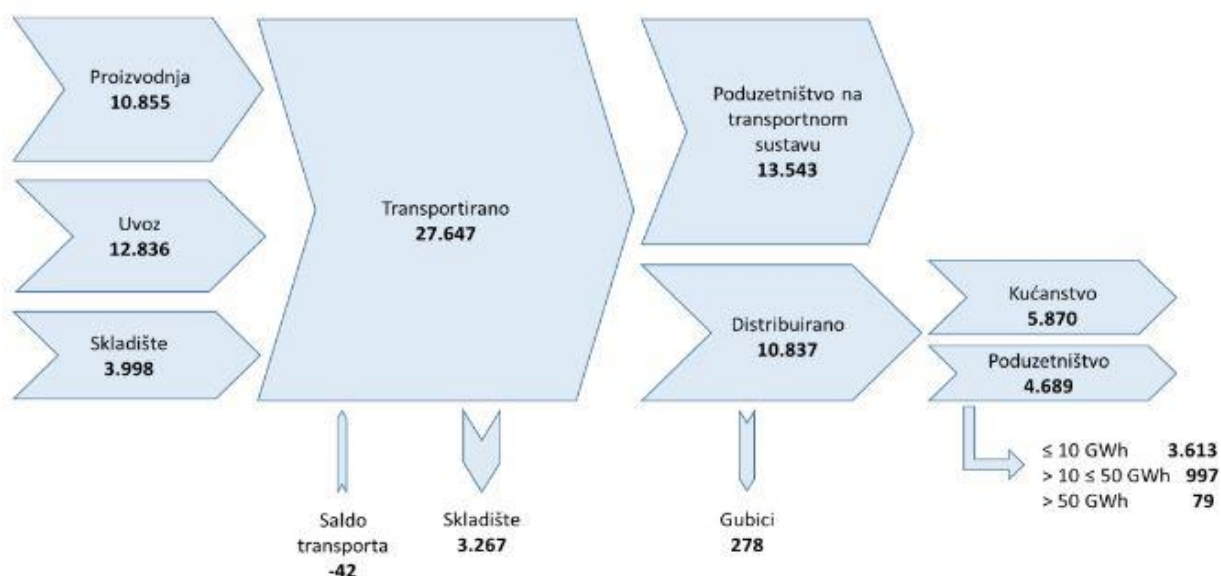 Proizvodnja
10.855
Uvoz
12.836
Skladište
3.998
Transportirano
27.647
Poduzetništvo na
transportnom
sustavu
13.543
Distribuirano
10.837
Kućanstvo
5.870
Poduzetništvo
4.689
≤ 10 GWh 3.613
> 10 ≤ 50 GWh 997
> 50 GWh 79
Saldo
transporta
-42
Skladište
3.267
Gubici
278